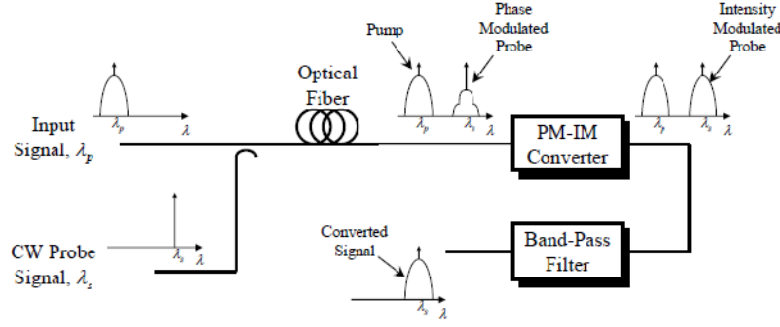 Phase
Modulated
Probe
Intensity
Modulated
Probe
Pump
Optical
Fiber
λp
λ
λp
λs
λ
λp
λs
λ
Input
Signal, λp
PM-IM
Converter
CW Probe
Signal, λs
λs
λ
Converted
Signal
Band-Pass
Filter
λs
λ